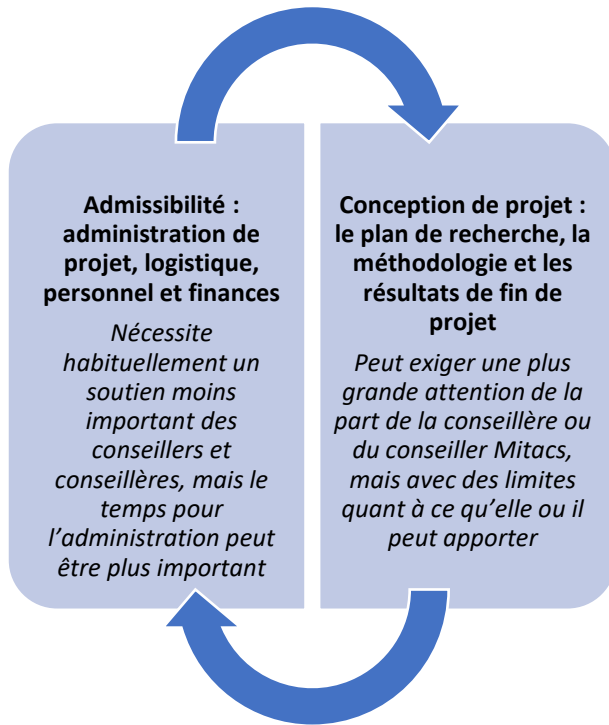 Admissibilité :
administration de
projet, logistique,
personnel et finances
Nécessite
habituellement un
soutien moins
important des
conseillers et
conseillères, mais le
temps pour
l’administration peut
être plus important
Conception de projet :
le plan de recherche, la
méthodologie et les
résultats de fin de
projet
Peut exiger une plus
grande attention de la
part de la conseillère ou
du conseiller Mitacs,
mais avec des limites
quant à ce qu’elle ou il
peut apporter